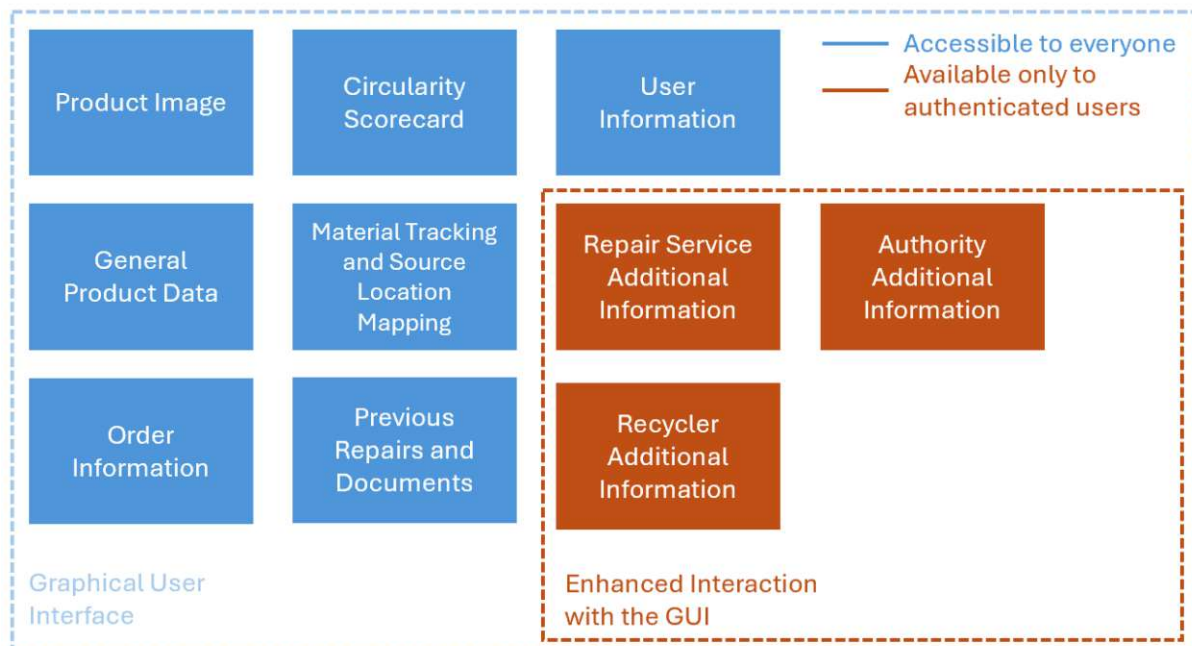 Product Image
Circularity
Scorecard
User
Information
Accessible to everyone
Available only to
authenticated users
General
Product Data
Material Tracking
and Source
Location
Mapping
Repair Service
Additional
Information
Authority
Additional
Information
Order
Information
Previous
Repairs and
Documents
Recycler
Additional
Information
Graphical User
Interface
Enhanced Interaction
with the GUI